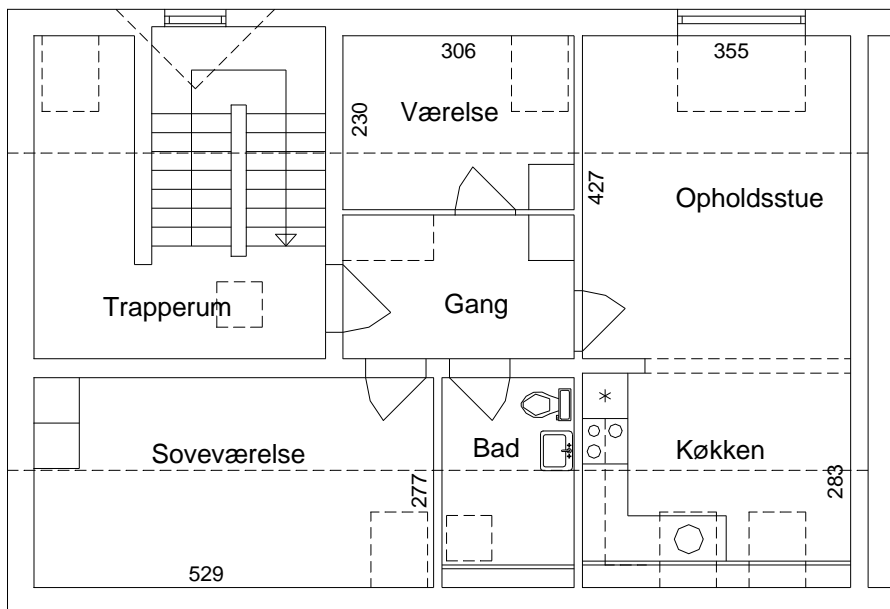 306
355
230
Værelse
427
Opholdsstue
Trapperum
Gang
*
Soveværelse
Bad
Køkken
277
283
529